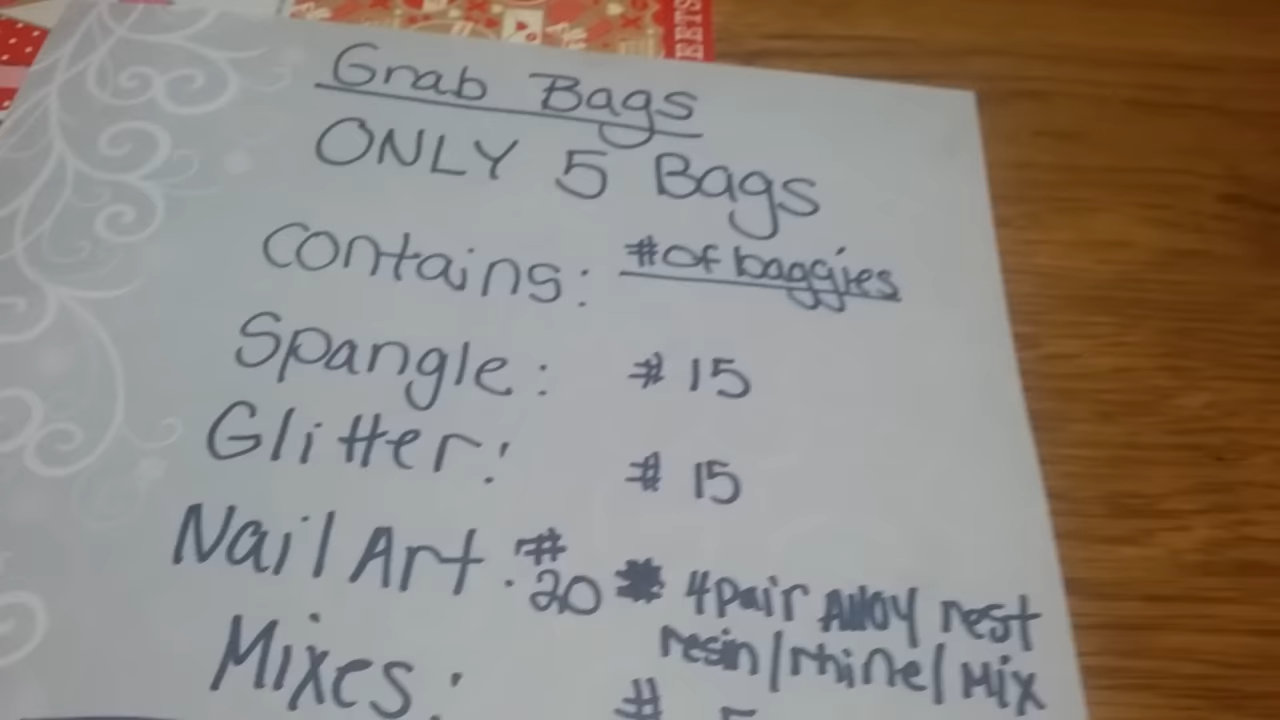 EETS
Grab Bags
ONLY 5 Bags
Contains: # of baggies
Spangle: # 15
Glitter: # 15
Nail Art: # 20 * 4 pair Alloy rest
resin/rhine/Mix
Mixes: #